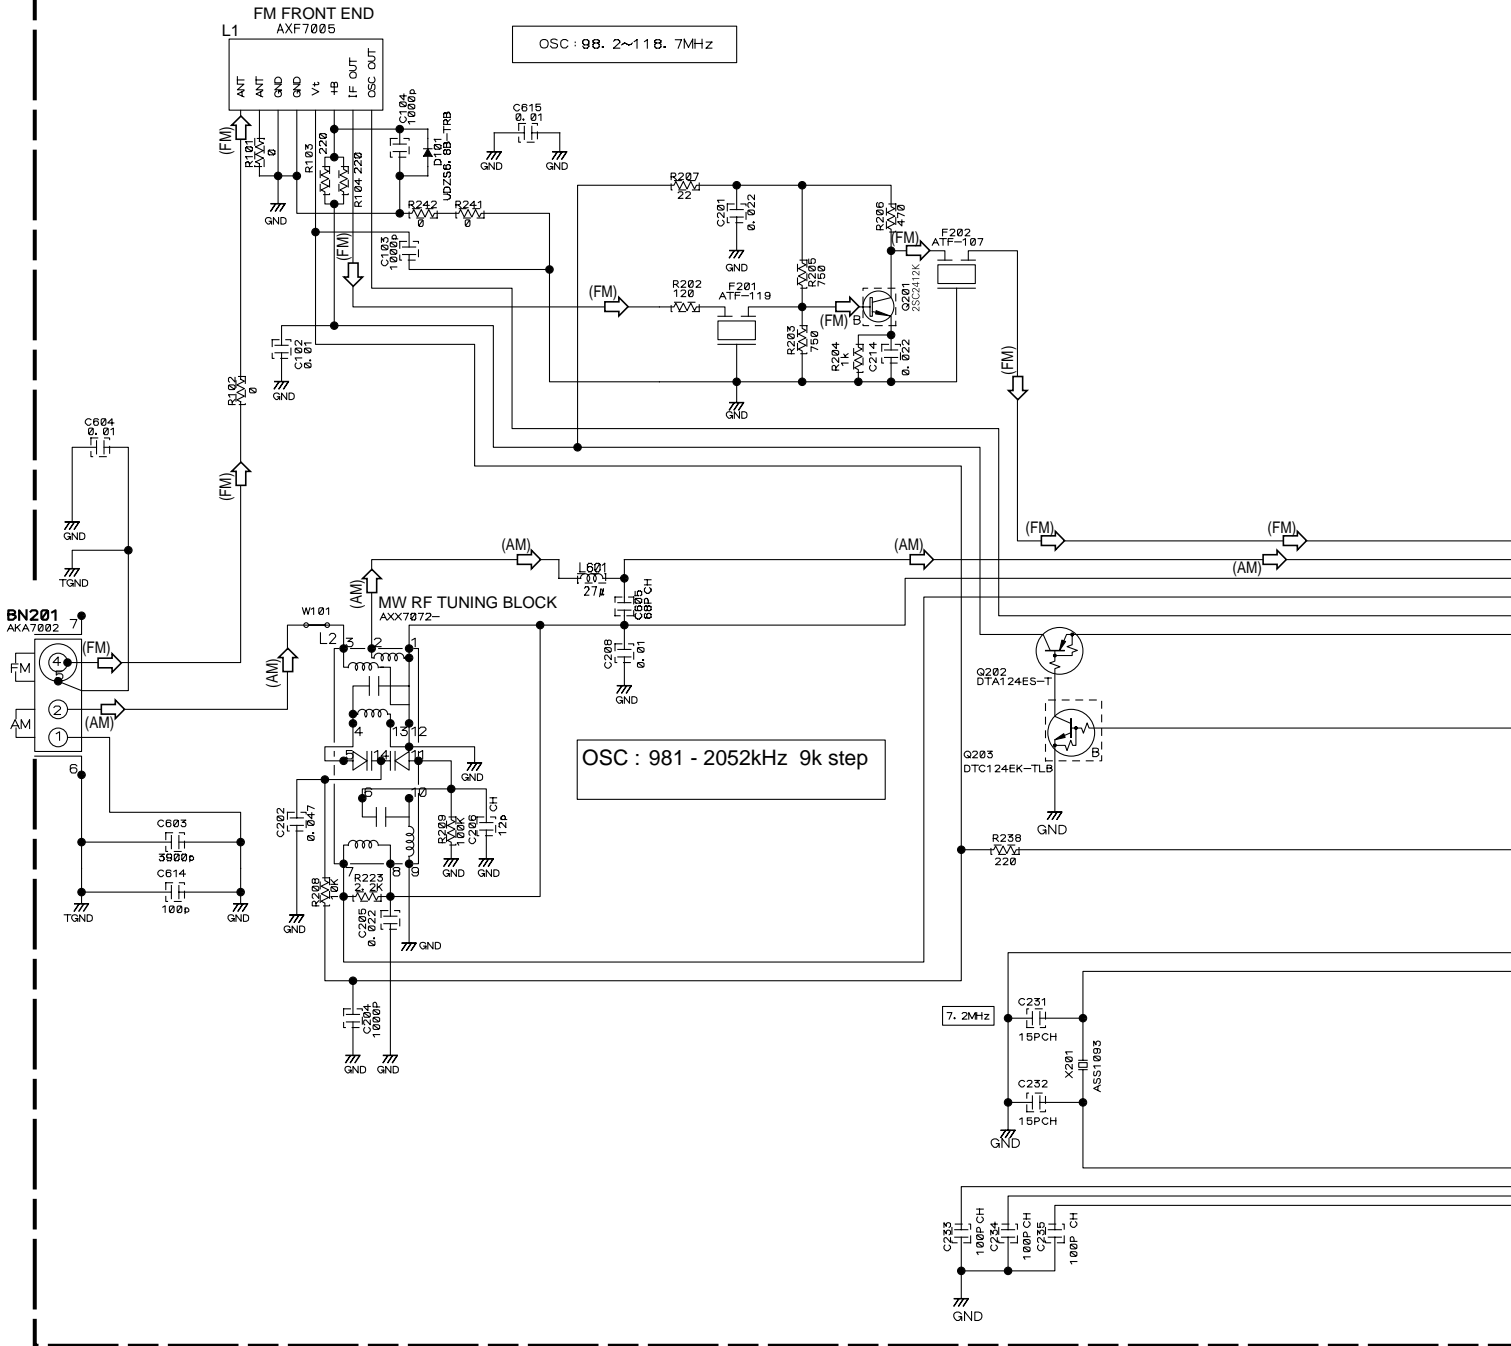 FM FRONT END
AXF7005
L1
ANT
ANT
GND
GND
Vt
+B
IF OUT
OSC OUT
OSC : 98. 2~118. 7MHz
(FM)
R101
0
R103
220
R104 220
C104
1000p
D101
UDZS6. 8B-TRB
C615
0. 01
GND
GND
GND
R242
0
R241
0
C103
1000p
(FM)
R207
22
C201
0. 022
GND
R206
470
(FM)
F202
ATF-107
R205
750
Q201
2SC2412K
(FM)
R202
120
F201
ATF-119
(FM)
B
R203
750
R204
1k
C214
0. 022
GND
(FM)
C102
0. 01
GND
R102
0
C604
0. 01
GND
TGND
(FM)
(FM)
(FM)
(AM)
(AM)
(AM)
L601
27μ
C605
68P CH
C208
0. 01
GND
(AM)
MW RF TUNING BLOCK
AXX7072-
W101
L2
3
2
1
4
13
12
5
14
11
6
10
7
8
9
GND
(AM)
BN201
AKA7002
7
FM
4
5
(FM)
AM
2
1
(AM)
6
OSC : 981 - 2052kHz 9k step
Q202
DTA124ES-T
Q203
DTC124EK-TLB
B
GND
R238
220
C603
3900p
C614
100p
TGND
GND
C202
0. 047
GND
R209
100K
GND
C206
12p
CH
GND
R208
10K
R223
2. 2K
C205
0. 022
GND
C204
1000P
GND
GND
7. 2MHz
C231
15PCH
X201
ASS1093
C232
15PCH
GND
C233
100P CH
C234
100P CH
C235
100P CH
GND